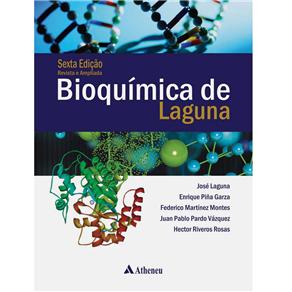 Sexta Edição
Revista e Ampliada
Bioquímica de
Laguna
José Laguna
Enrique Piña Garza
Federico Martínez Montes
Juan Pablo Pardo Vázquez
Hector Riveros Rosas
Atheneu